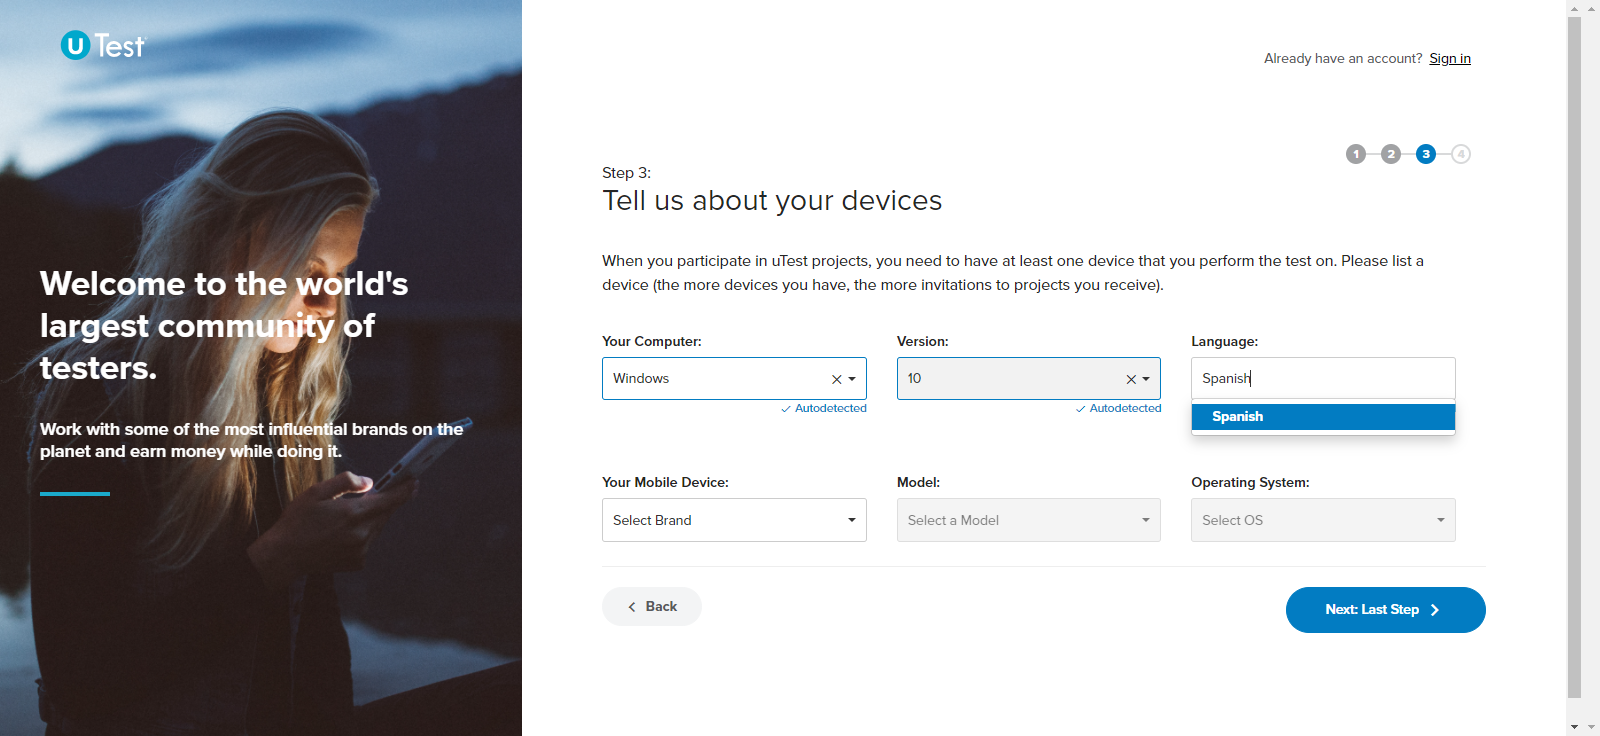 uTest
Already have an account? Sign in
1 2 3 4
Step 3:
Tell us about your devices
When you participate in uTest projects, you need to have at least one device that you perform the test on. Please list a
device (the more devices you have, the more invitations to projects you receive).
Welcome to the world's
largest community of
testers.
Work with some of the most influential brands on the
planet and earn money while doing it.
Your Computer: Version: Language:
Windows 10 Spanish
Autodetected Autodetected
Spanish
Your Mobile Device: Model: Operating System:
Select Brand Select a Model Select OS
Back Next: Last Step